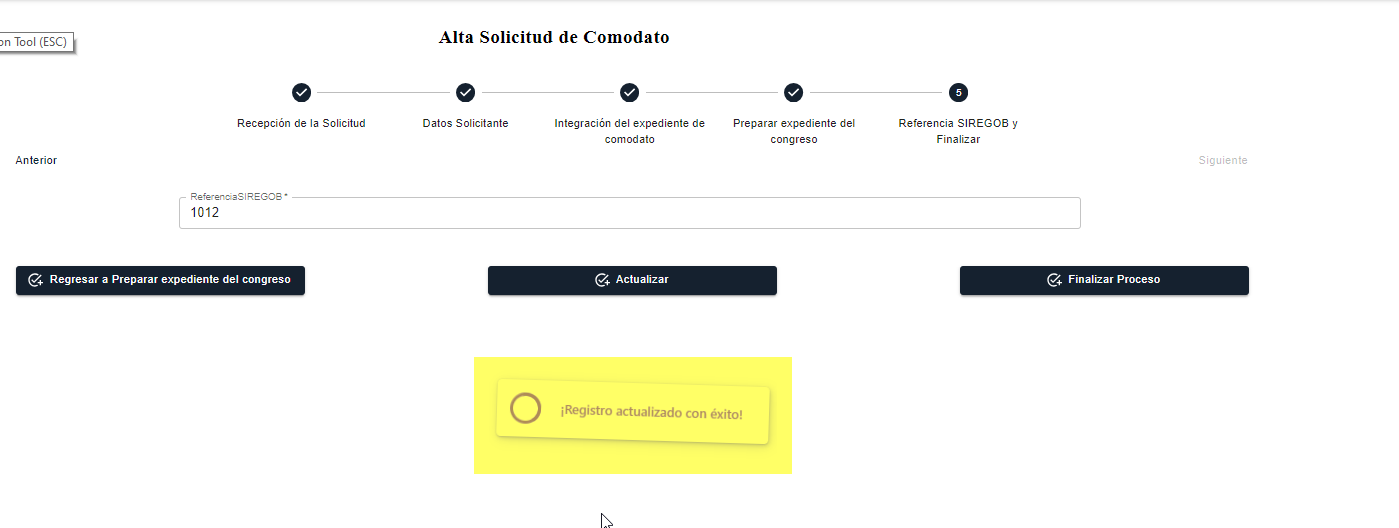 on Tool (ESC)
Alta Solicitud de Comodato
5
Recepción de la Solicitud
Datos Solicitante
Integración del expediente de
comodato
Preparar expediente del
congreso
Referencia SIREGOB y
Finalizar
Anterior
Siguiente
ReferenciaSIREGOB *
1012
Regresar a Preparar expediente del congreso
Actualizar
Finalizar Proceso
¡Registro actualizado con éxito!